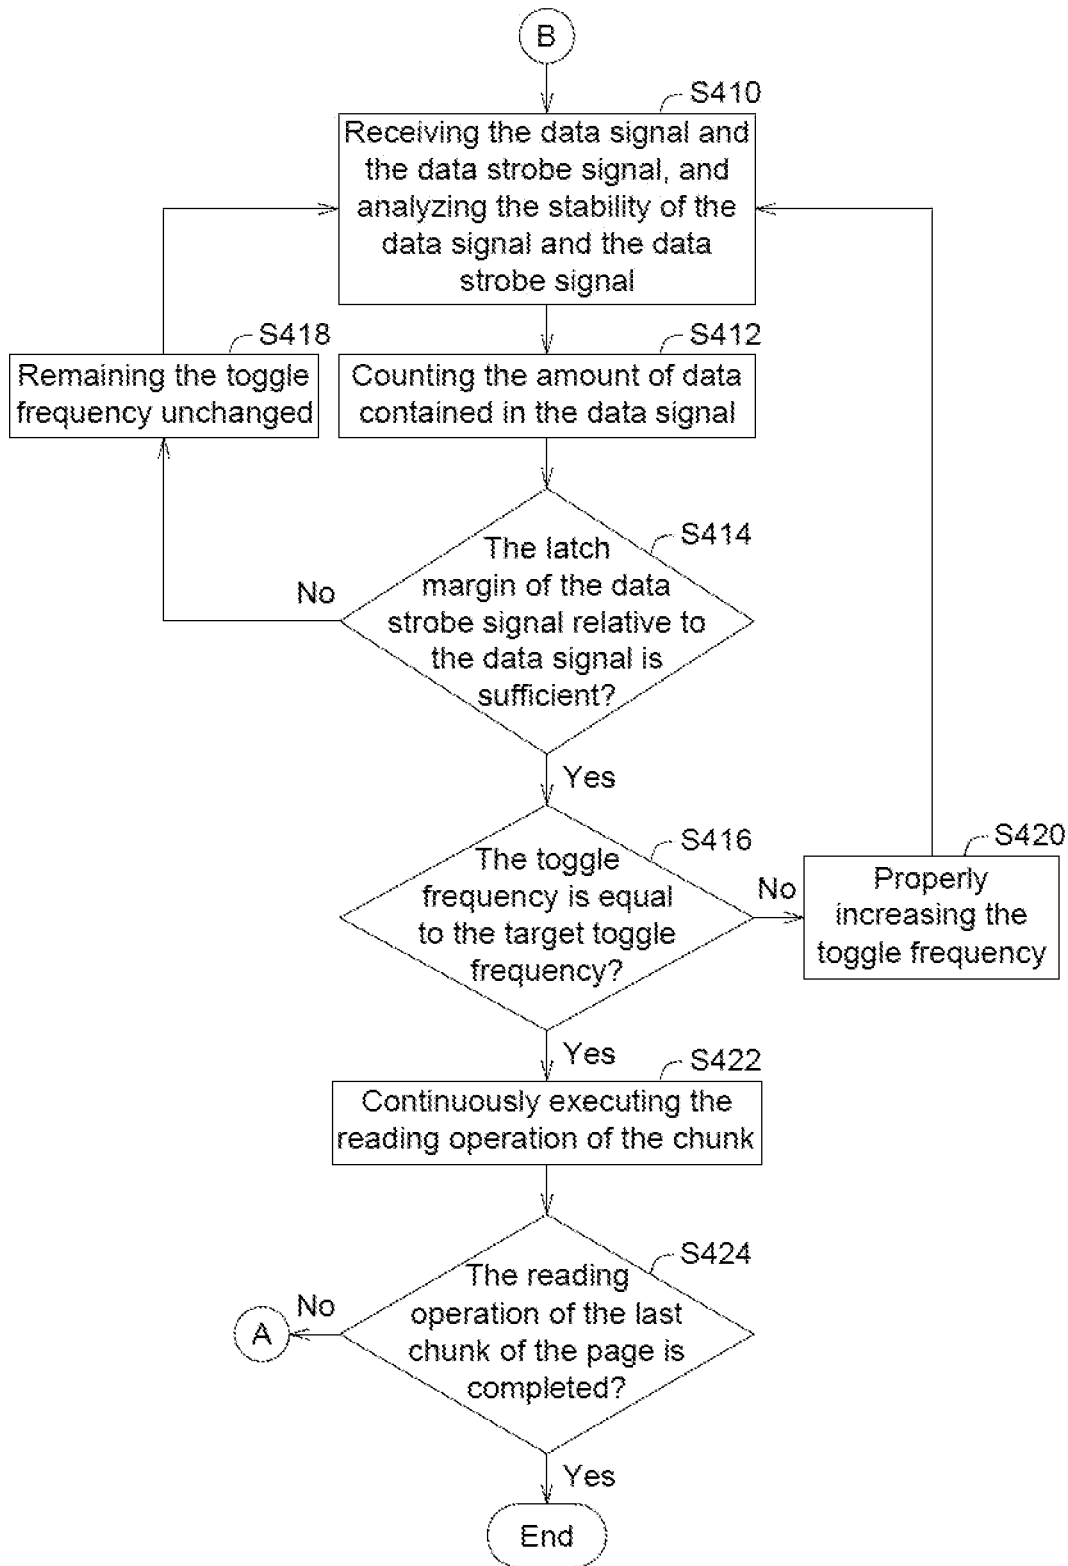 B
S410
Receiving the data signal and
the data strobe signal, and
analyzing the stability of the
data signal and the data
strobe signal
S418
Remaining the toggle
frequency unchanged
S412
Counting the amount of data
contained in the data signal
S414
The latch
margin of the data
strobe signal relative to
the data signal is
sufficient?
No
Yes
S416
The toggle
frequency is equal
to the target toggle
frequency?
No
S420
Properly
increasing the
toggle frequency
Yes
S422
Continuously executing the
reading operation of the chunk
S424
The reading
operation of the last
chunk of the page is
completed?
No
A
Yes
End